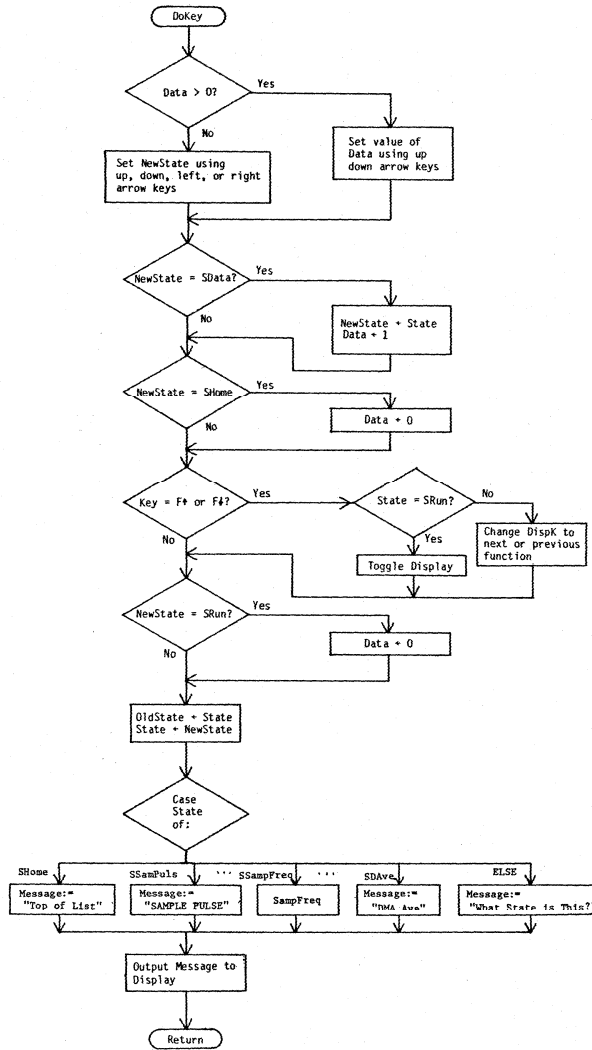 DoKey
Data > 0?
Yes
No
Set NewState using
up, down, left, or right
arrow keys
Set value of
Data using up
down arrow keys
NewState = SData?
Yes
No
NewState ← State
Data ← 1
NewState = SHome
Yes
No
Data ← 0
Key = F↑ or F↓?
Yes
No
State = SRun?
No
Yes
Change DispK to
next or previous
function
Toggle Display
NewState = SRun?
Yes
No
Data ← 0
OldState ← State
State ← NewState
Case
State
of:
SHome
SSamPuls
''' SSampFreq '''
SDAve
ELSE
Message:=
"Top of List"
Message:=
"SAMPLE PULSE"
SampFreq
Message:=
"DMA Ave"
Message:=
"What State is This?
Output Message to
Display
Return